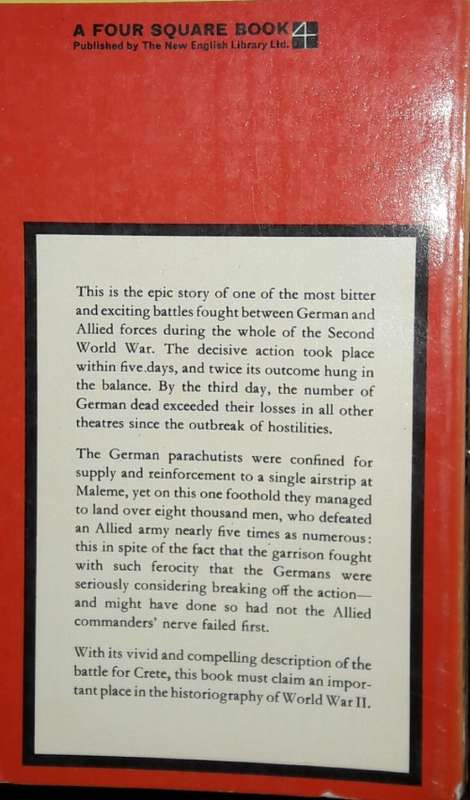 A FOUR SQUARE BOOK 4
Published by The New English Library Ltd.
This is the epic story of one of the most bitter
and exciting battles fought between German and
Allied forces during the whole of the Second
World War. The decisive action took place
within five days, and twice its outcome hung in
the balance. By the third day, the number of
German dead exceeded their losses in all other
theatres since the outbreak of hostilities.
The German parachutists were confined for
supply and reinforcement to a single airstrip at
Maleme, yet on this one foothold they managed
to land over eight thousand men, who defeated
an Allied army nearly five times as numerous:
this in spite of the fact that the garrison fought
with such ferocity that the Germans were
seriously considering breaking off the action—
and might have done so had not the Allied
commanders' nerve failed first.
With its vivid and compelling description of the
battle for Crete, this book must claim an impor-
tant place in the historiography of World War II.